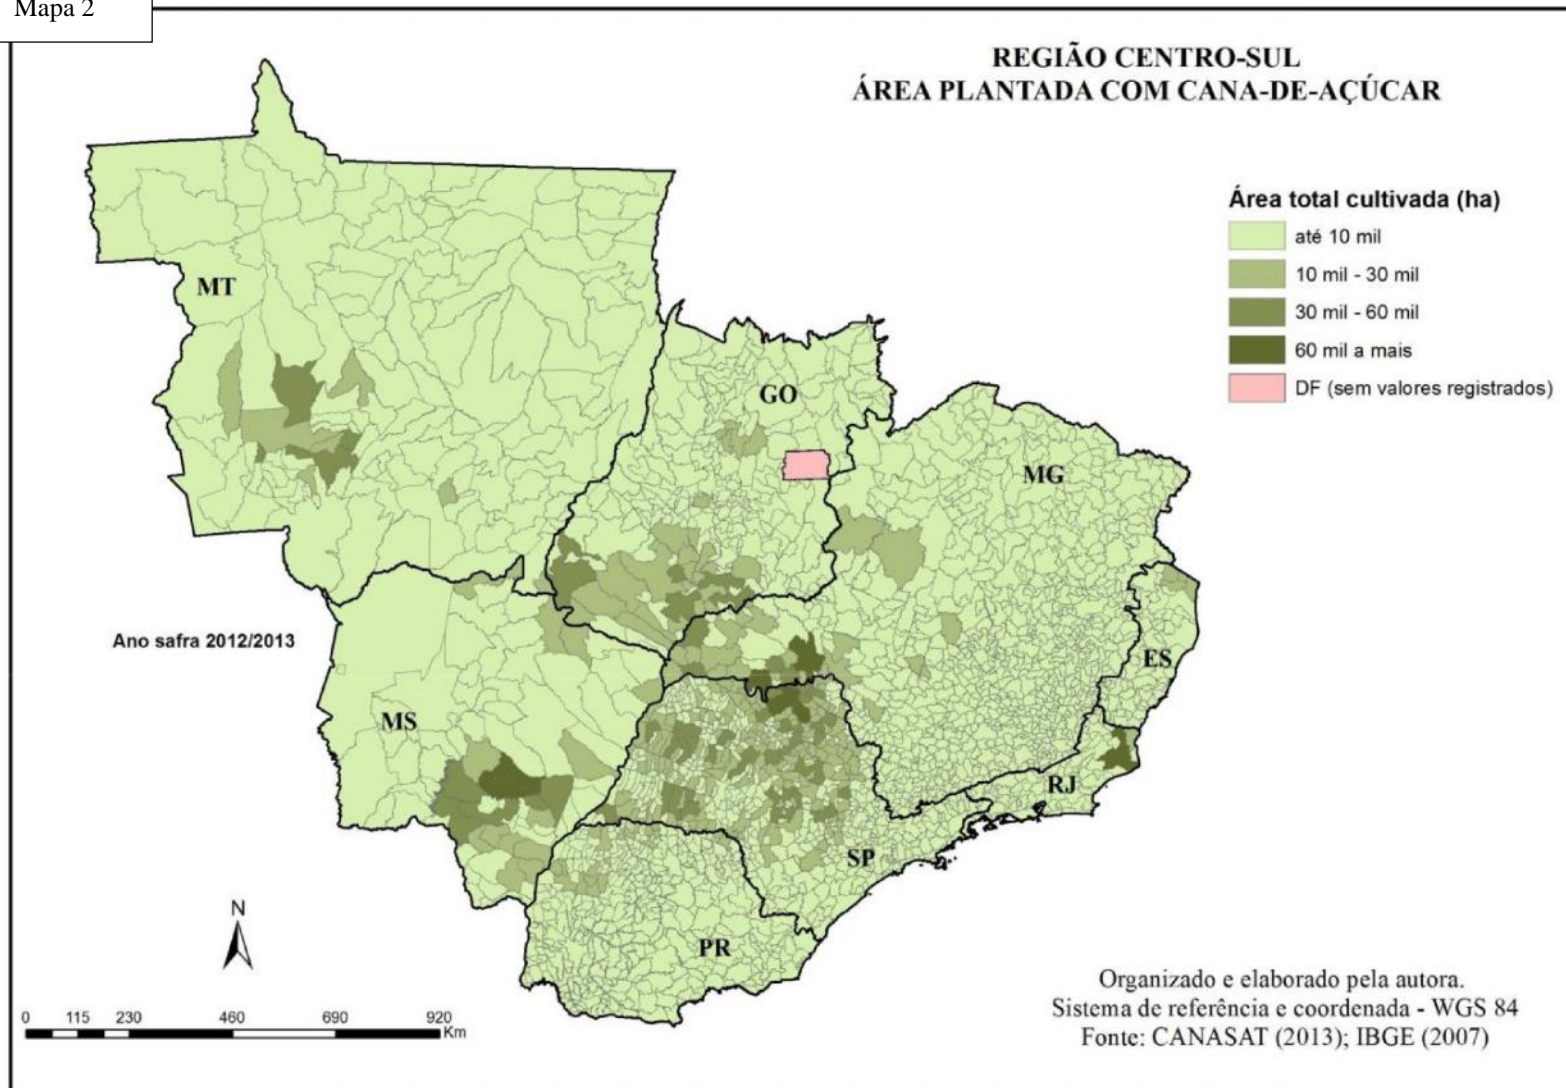 Mapa 2
REGIÃO CENTRO-SUL
ÁREA PLANTADA COM CANA-DE-AÇÚCAR
Área total cultivada (ha)
até 10 mil
10 mil - 30 mil
30 mil - 60 mil
60 mil a mais
DF (sem valores registrados)
MT
GO
MG
Ano safra 2012/2013
ES
MS
RJ
SP
PR
N
0 115 230 460 690 920
Km
Organizado e elaborado pela autora.
Sistema de referência e coordenada - WGS 84
Fonte: CANASAT (2013); IBGE (2007)